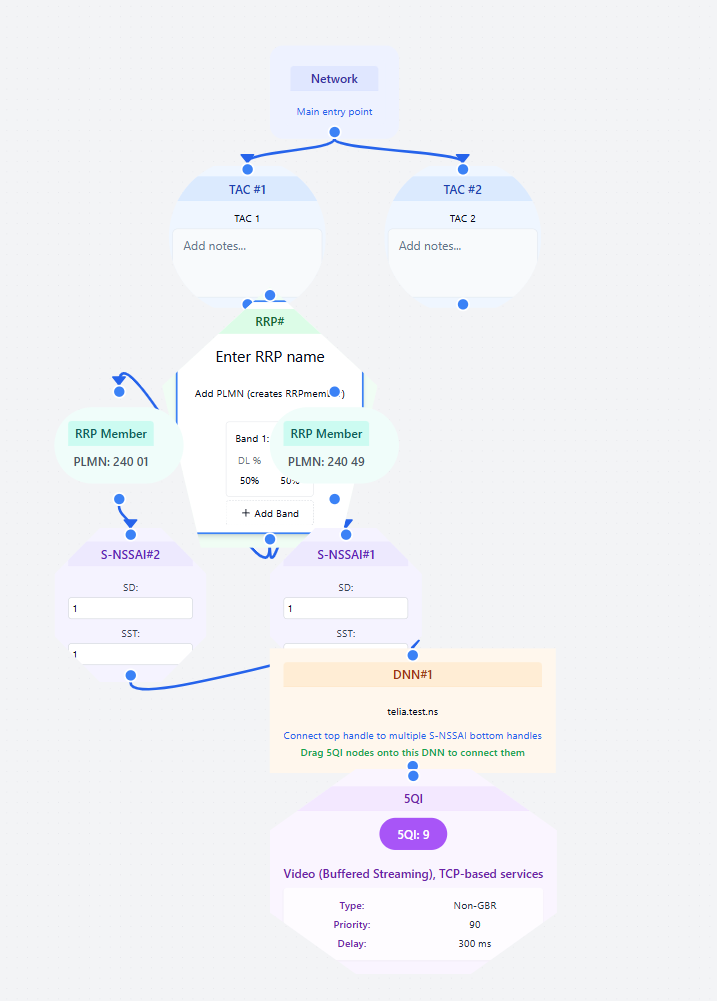 Network
Main entry point
TAC #1
TAC #2
TAC 1
TAC 2
Add notes...
Add notes...
RRP#
Enter RRP name
Add PLMN (creates RRPmember)
RRP Member
PLMN: 240 01
Band 1:
DL %
50%
50%
+ Add Band
RRP Member
PLMN: 240 49
S-NSSAI#2
SD:
1
SST:
1
S-NSSAI#1
SD:
1
SST:
DNN#1
telia.test.ns
Connect top handle to multiple S-NSSAI bottom handles
Drag 5QI nodes onto this DNN to connect them
5QI
5QI: 9
Video (Buffered Streaming), TCP-based services
Type: Non-GBR
Priority: 90
Delay: 300 ms